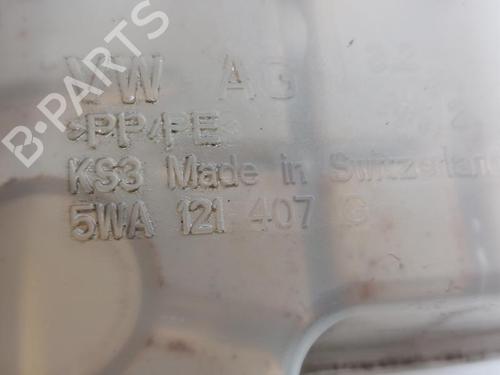 B-PARTS
VW AG
>PP/PE<
KS3 Made in Switzerland
5WA 121 407 G